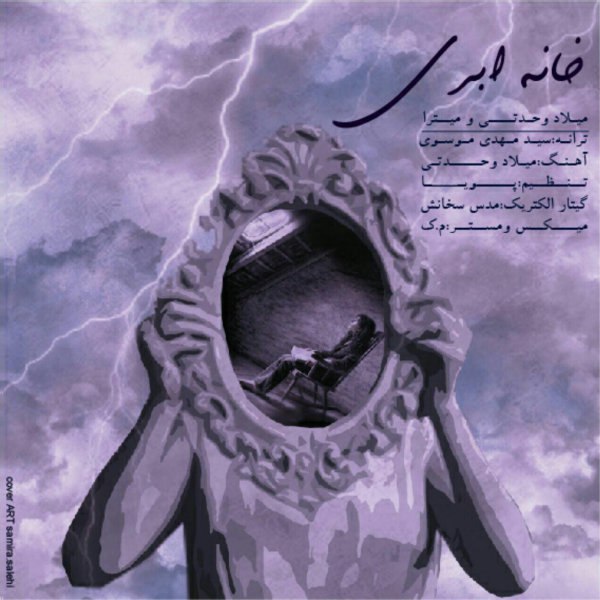 خانه ابری
میلاد وحدتی و میترا
ترانه:سید مهدی موسوی
آهنگ:میلاد وحدتی
تنظیم:پویا
گیتار الکتریک:مدس سخانش
میکس ومستر:م.ک
cover ART samira.salehi